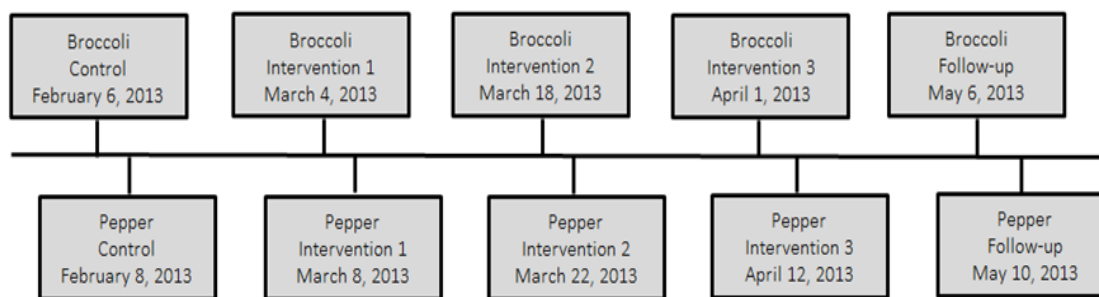 Broccoli
Control
February 6, 2013
Broccoli
Intervention 1
March 4, 2013
Broccoli
Intervention 2
March 18, 2013
Broccoli
Intervention 3
April 1, 2013
Broccoli
Follow-up
May 6, 2013
Pepper
Control
February 8, 2013
Pepper
Intervention 1
March 8, 2013
Pepper
Intervention 2
March 22, 2013
Pepper
Intervention 3
April 12, 2013
Pepper
Follow-up
May 10, 2013